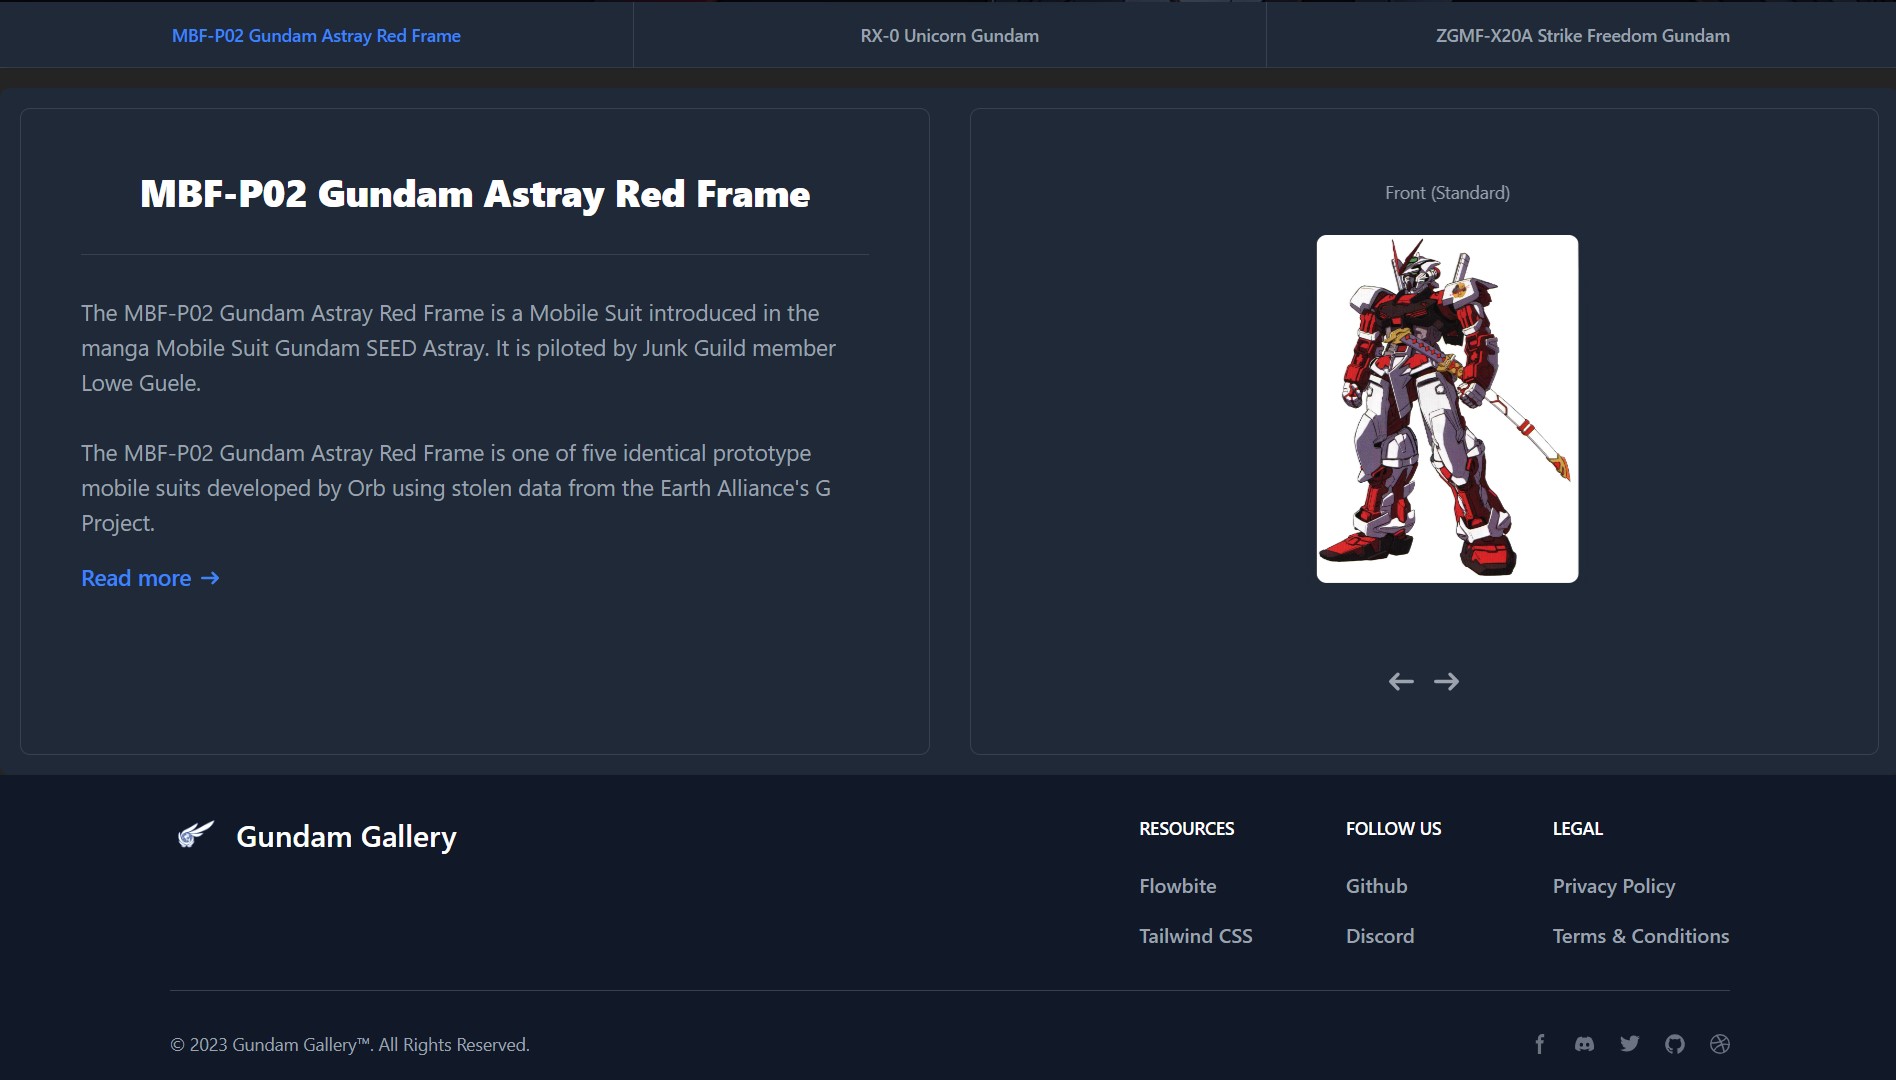 MBF-P02 Gundam Astray Red Frame
RX-0 Unicorn Gundam
ZGMF-X20A Strike Freedom Gundam
MBF-P02 Gundam Astray Red Frame
The MBF-P02 Gundam Astray Red Frame is a Mobile Suit introduced in the
manga Mobile Suit Gundam SEED Astray. It is piloted by Junk Guild member
Lowe Guele.
The MBF-P02 Gundam Astray Red Frame is one of five identical prototype
mobile suits developed by Orb using stolen data from the Earth Alliance's G
Project.
Read more →
Front (Standard)
Gundam Gallery
RESOURCES
Flowbite
Tailwind CSS
FOLLOW US
Github
Discord
LEGAL
Privacy Policy
Terms & Conditions
© 2023 Gundam Gallery™. All Rights Reserved.